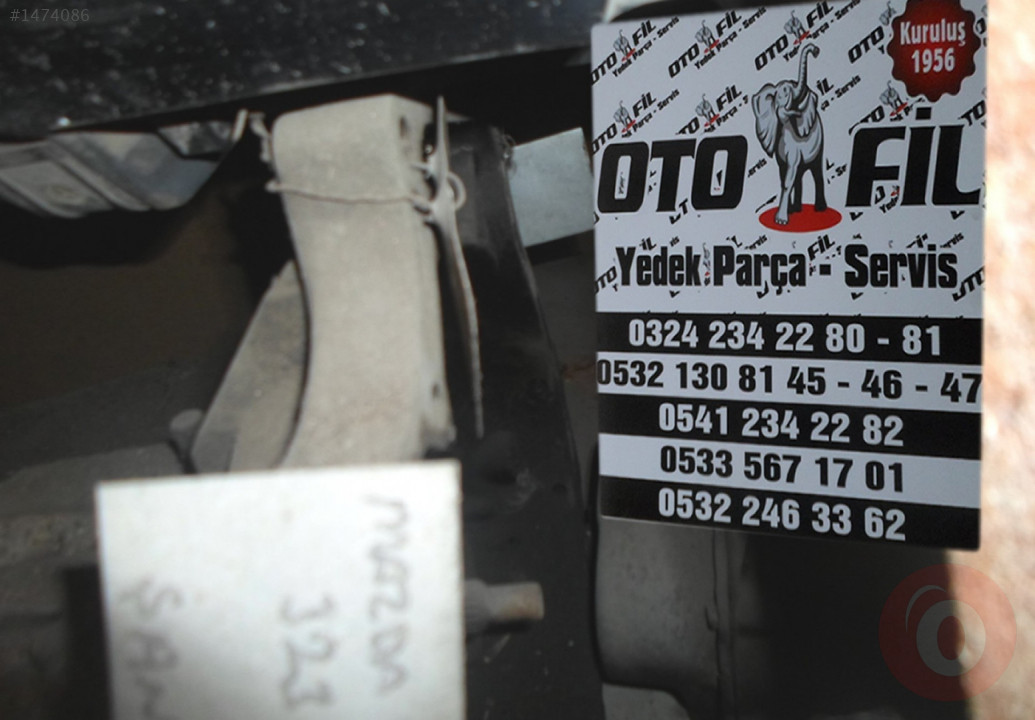 #1474086
Kuruluş
1956
OTO FİL
Yedek Parça - Servis
0324 234 22 80 - 81
0532 130 81 45 - 46 - 47
0541 234 22 82
0533 567 17 01
0532 246 33 62
MAZDA
323